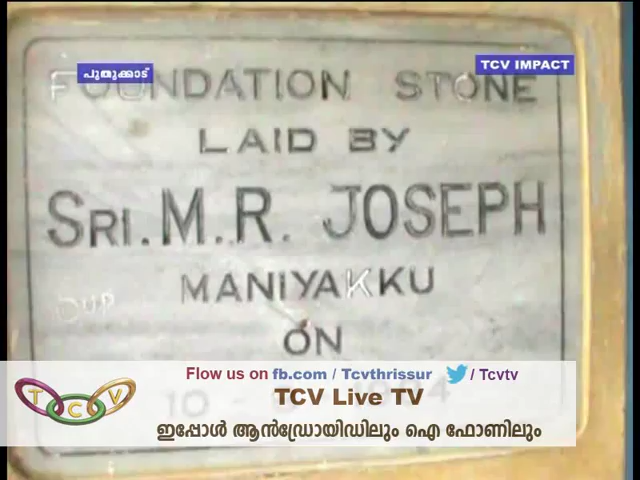 പുതുക്കാട്
TCV IMPACT
FOUNDATION STONE
LAID BY
SRI. M. R. JOSEPH
MANIYAKKU
ON
Flow us on fb.com / Tcvthrissur / Tcvtv
TCV
TCV Live TV
ഇപ്പോൾ ആൻഡ്രോയിഡിലും ഐ ഫോണിലും